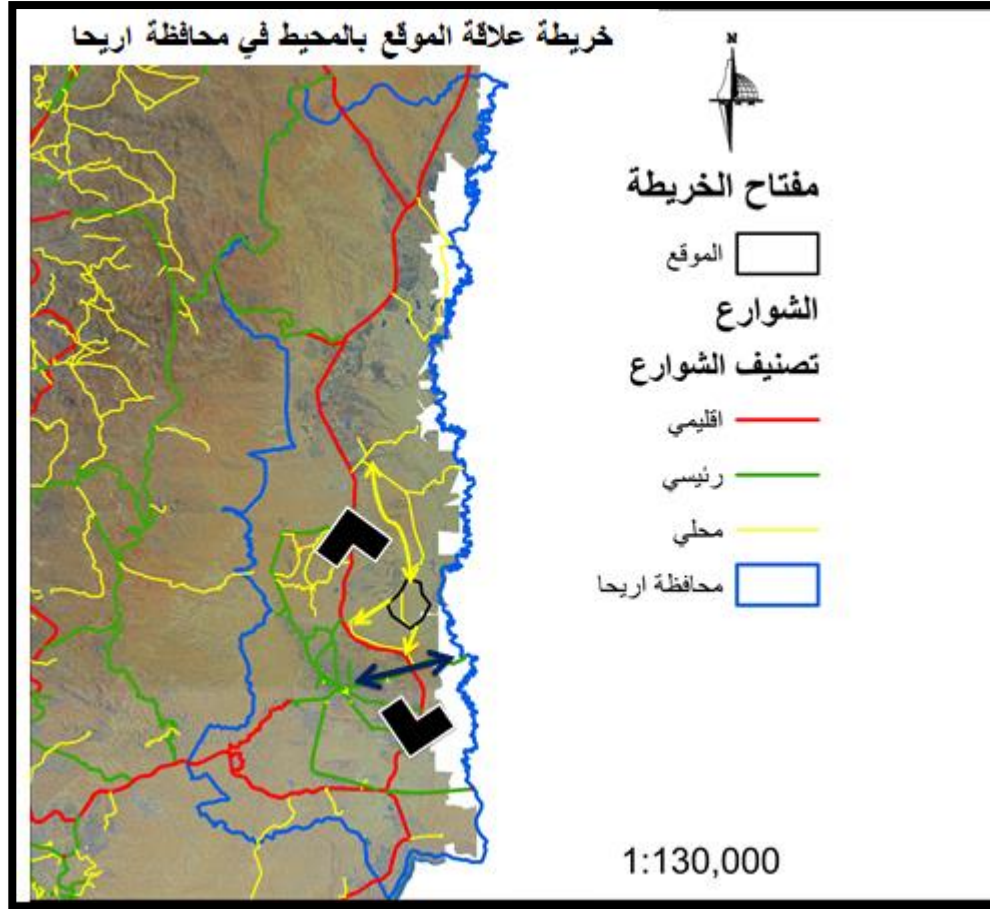 خريطة علاقة الموقع بالمحيط في محافظة اريحا
N
مفتاح الخريطة
الموقع
الشوارع
تصنيف الشوارع
اقليمي
رئيسي
محلي
محافظة اريحا
1:130,000